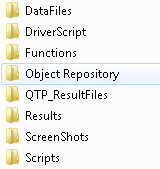 DataFiles
DriverScript
Functions
Object Repository
QTP_ResultFiles
Results
ScreenShots
Scripts